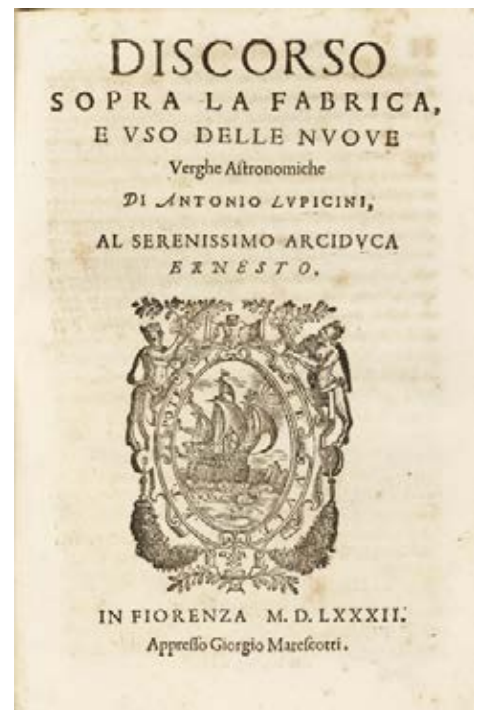 DISCORSO
SOPRA LA FABRICA,
E VSO DELLE NVOVE
Verghe Aſtronomiche
DI ANTONIO LVPICINI,
AL SERENISSIMO ARCIDVCA
ERNESTO.
IN FIORENZA M. D. LXXXII.
Appreſſo Giorgio Mareſcotti.